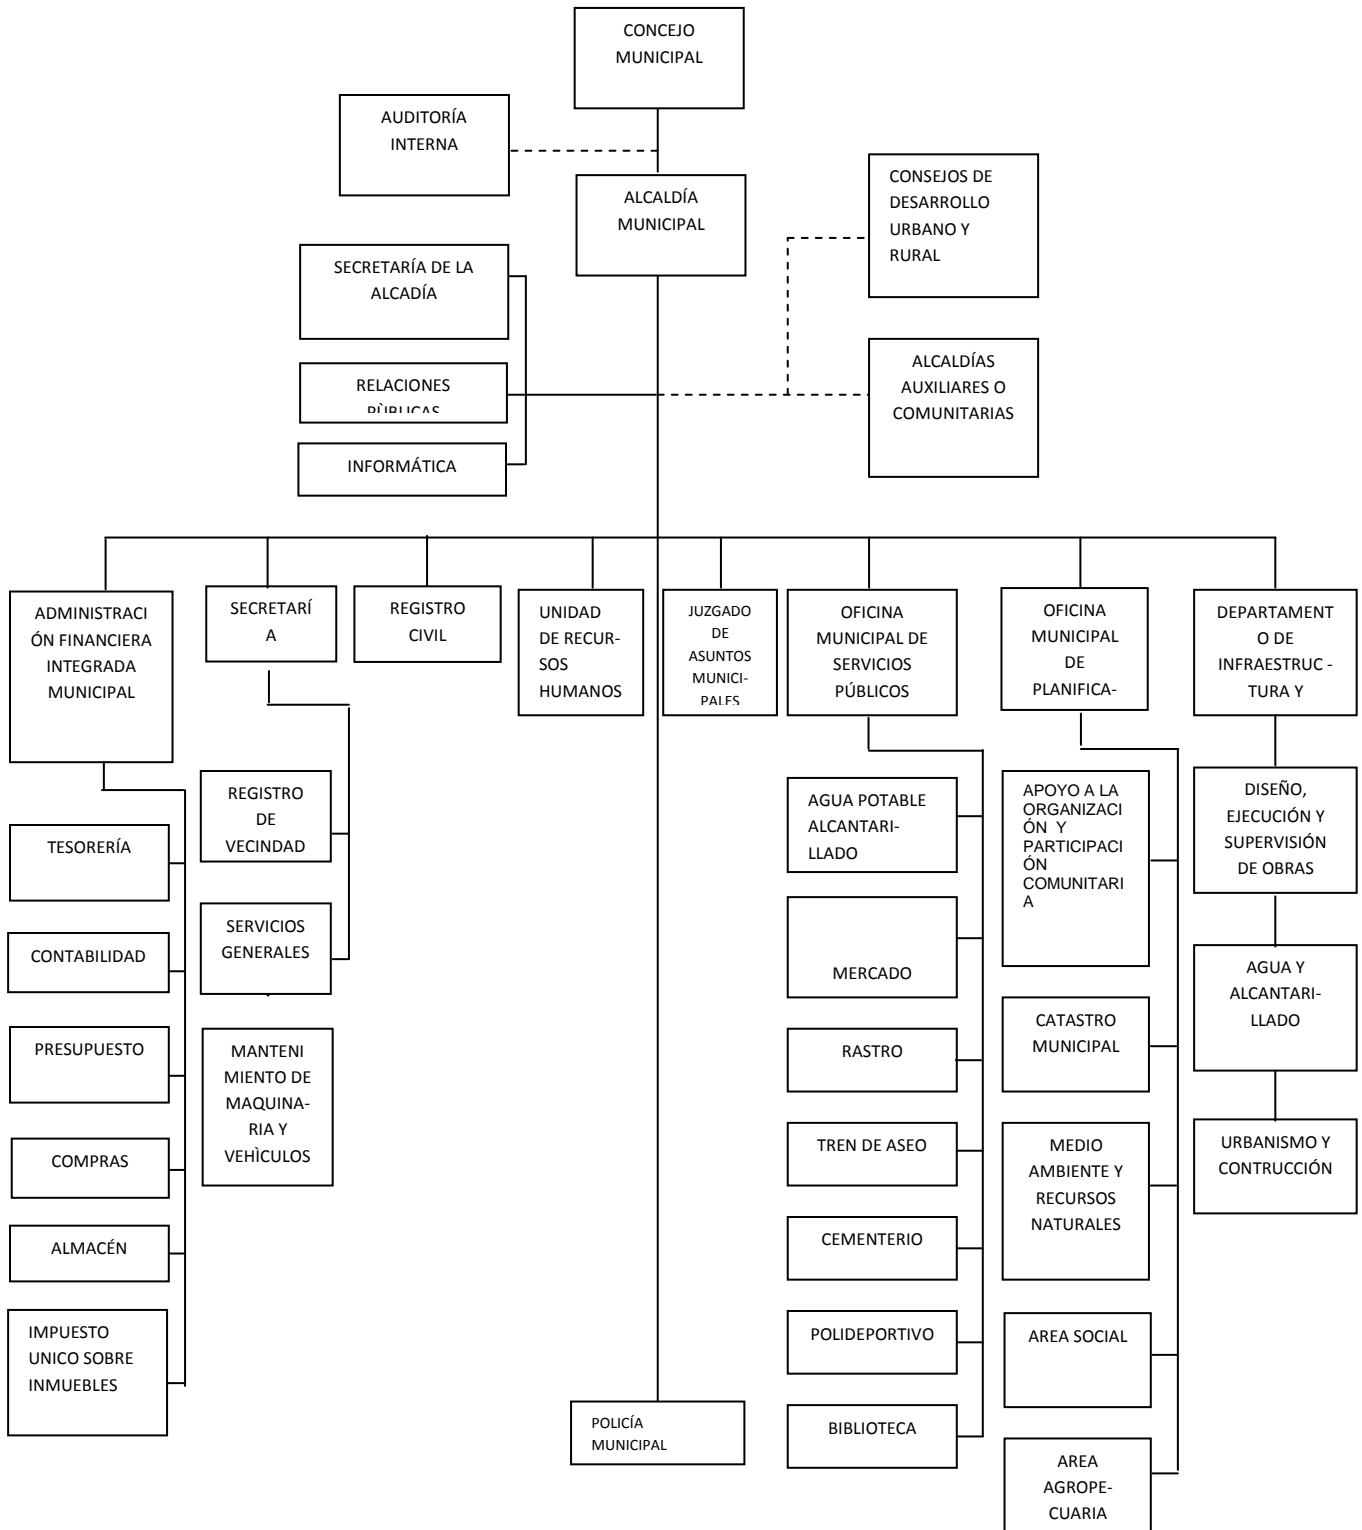 CONCEJO
MUNICIPAL
AUDITORÍA
INTERNA
CONSEJOS DE
DESARROLLO
URBANO Y
RURAL
ALCALDÍA
MUNICIPAL
SECRETARÍA DE LA
ALCADÍA
RELACIONES
PÙBLICAS
ALCALDÍAS
AUXILIARES O
COMUNITARIAS
INFORMÁTICA
ADMINISTRACI
ÓN FINANCIERA
INTEGRADA
MUNICIPAL
SECRETARÍ
A
REGISTRO
CIVIL
UNIDAD
DE RECUR-
SOS
HUMANOS
JUZGADO
DE
ASUNTOS
MUNICI-
PALES
OFICINA
MUNICIPAL DE
SERVICIOS
PÚBLICOS
OFICINA
MUNICIPAL
DE
PLANIFICA-
DEPARTAMENT
O DE
INFRAESTRUC -
TURA Y
TESORERÍA
CONTABILIDAD
PRESUPUESTO
COMPRAS
ALMACÉN
IMPUESTO
UNICO SOBRE
INMUEBLES
REGISTRO
DE
VECINDAD
SERVICIOS
GENERALES
MANTENI
MIENTO DE
MAQUINA-
RIA Y
VEHÌCULOS
POLICÍA
MUNICIPAL
AGUA POTABLE
ALCANTARI-
LLADO
MERCADO
RASTRO
TREN DE ASEO
CEMENTERIO
POLIDEPORTIVO
BIBLIOTECA
APOYO A LA
ORGANIZACI
ÓN Y
PARTICIPACI
ÓN
COMUNITARI
A
CATASTRO
MUNICIPAL
MEDIO
AMBIENTE Y
RECURSOS
NATURALES
AREA SOCIAL
AREA
AGROPE-
CUARIA
DISEÑO,
EJECUCIÓN Y
SUPERVISIÓN
DE OBRAS
AGUA Y
ALCANTARI-
LLADO
URBANISMO Y
CONTRUCCIÓN